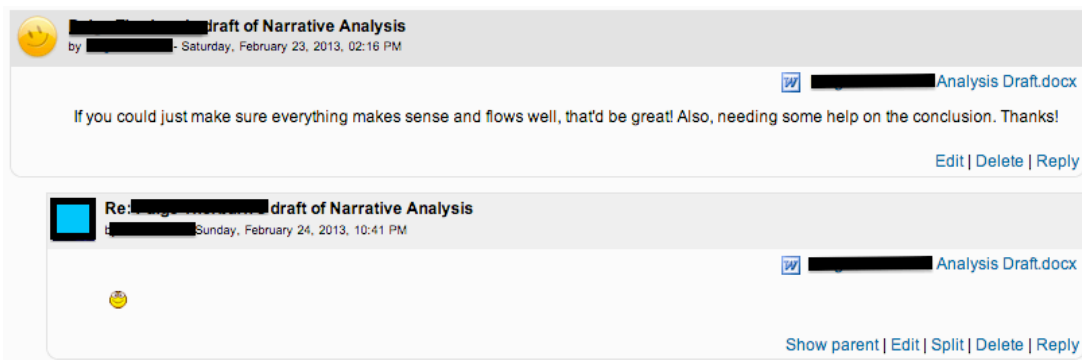 draft of Narrative Analysis
by - Saturday, February 23, 2013, 02:16 PM
Analysis Draft.docx
If you could just make sure everything makes sense and flows well, that'd be great! Also, needing some help on the conclusion. Thanks!
Edit | Delete | Reply
Re: draft of Narrative Analysis
Sunday, February 24, 2013, 10:41 PM
Analysis Draft.docx
Show parent | Edit | Split | Delete | Reply